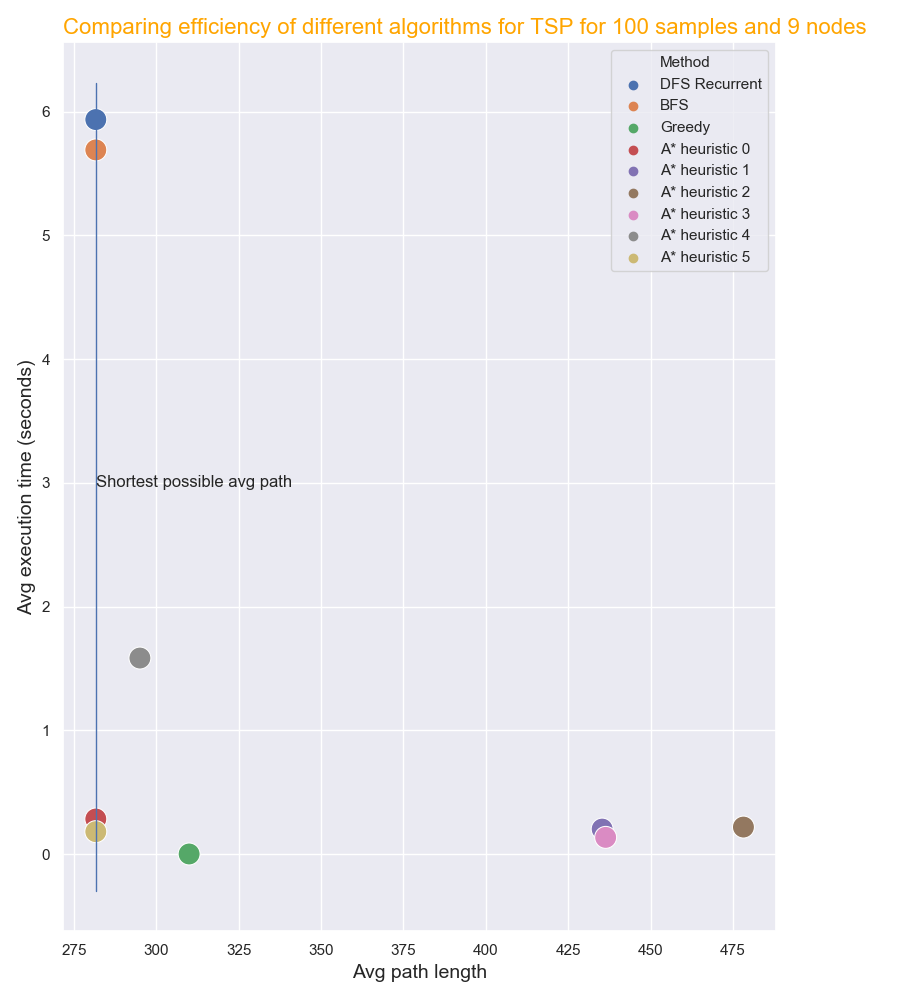 Comparing efficiency of different algorithms for TSP for 100 samples and 9 nodes
Method
DFS Recurrent
BFS
Greedy
A* heuristic 0
A* heuristic 1
A* heuristic 2
A* heuristic 3
A* heuristic 4
A* heuristic 5
6
5
4
3
2
1
0
Avg execution time (seconds)
Shortest possible avg path
275 300 325 350 375 400 425 450 475
Avg path length